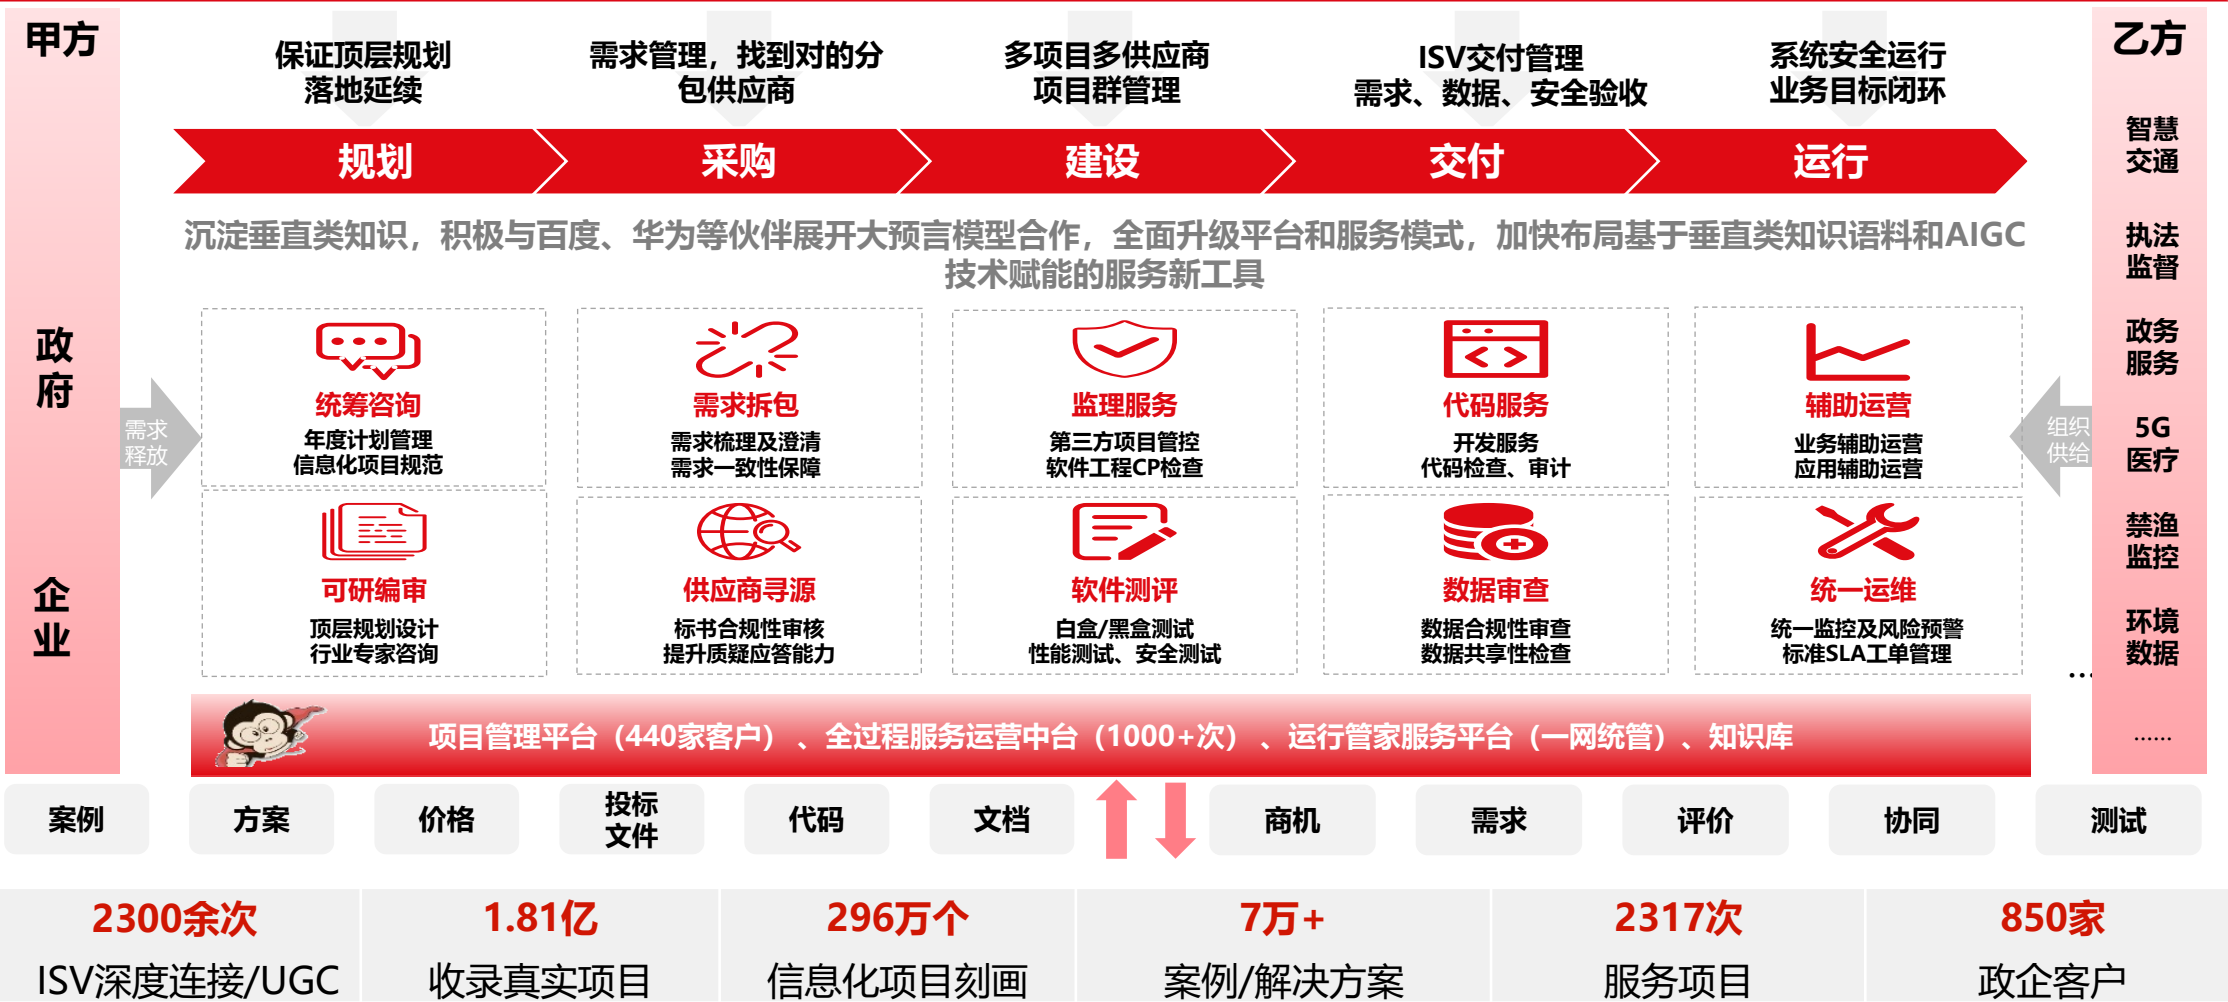 甲方
政
府
企
业
保证顶层规划
落地延续
需求管理，找到对的分
包供应商
多项目多供应商
项目群管理
ISV交付管理
需求、数据、安全验收
系统安全运行
业务目标闭环
规划
采购
建设
交付
运行
沉淀垂直类知识，积极与百度、华为等伙伴展开大预言模型合作，全面升级平台和服务模式，加快布局基于垂直类知识语料和AIGC
技术赋能的服务新工具
需求
释放
统筹咨询
年度计划管理
信息化项目规范
需求拆包
需求梳理及澄清
需求一致性保障
监理服务
第三方项目管控
软件工程CP检查
代码服务
开发服务
代码检查、审计
辅助运营
业务辅助运营
应用辅助运营
可研编审
顶层规划设计
行业专家咨询
供应商寻源
标书合规性审核
提升质疑应答能力
软件测评
白盒/黑盒测试
性能测试、安全测试
数据审查
数据合规性审查
数据共享性检查
统一运维
统一监控及风险预警
标准SLA工单管理
组织
供给
乙方
智慧
交通
执法
监督
政务
服务
5G
医疗
禁渔
监控
环境
数据
……
…
项目管理平台（440家客户）、全过程服务运营中台（1000+次）、运行管家服务平台（一网统管）、知识库
案例
方案
价格
投标
文件
代码
文档
商机
需求
评价
协同
测试
2300余次
ISV深度连接/UGC
1.81亿
收录真实项目
296万个
信息化项目刻画
7万+
案例/解决方案
2317次
服务项目
850家
政企客户